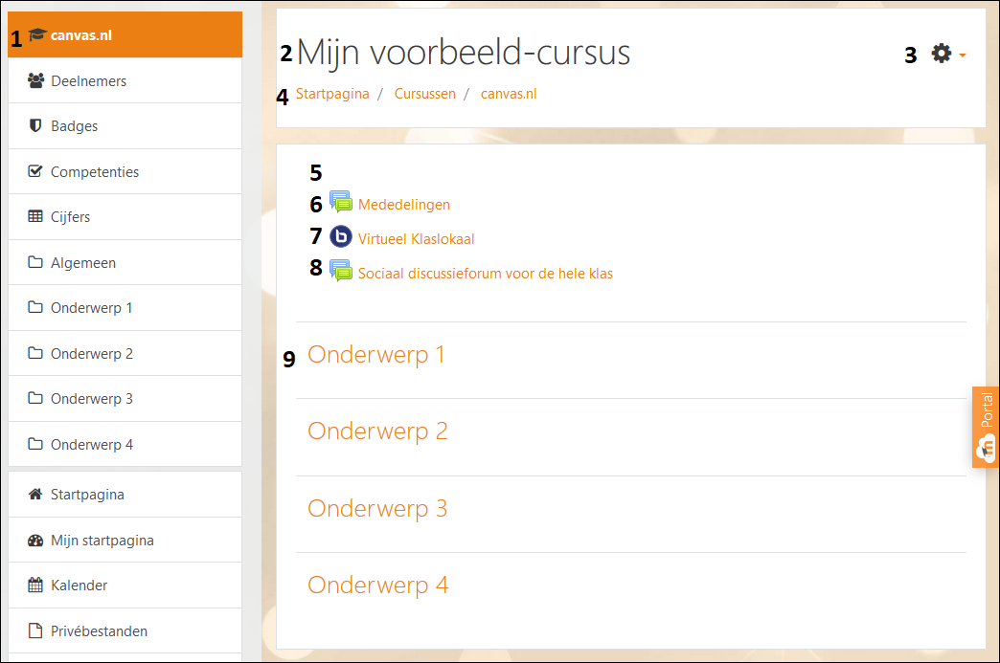 1 canvas.nl
Deelnemers
Badges
Competenties
Cijfers
Algemeen
Onderwerp 1
Onderwerp 2
Onderwerp 3
Onderwerp 4
Startpagina
Mijn startpagina
Kalender
Privébestanden
2 Mijn voorbeeld-cursus
3
4 Startpagina / Cursussen / canvas.nl
5
6 Mededelingen
7 b Virtueel Klaslokaal
8 Sociaal discussieforum voor de hele klas
9 Onderwerp 1
Onderwerp 2
Onderwerp 3
Onderwerp 4
m Portal